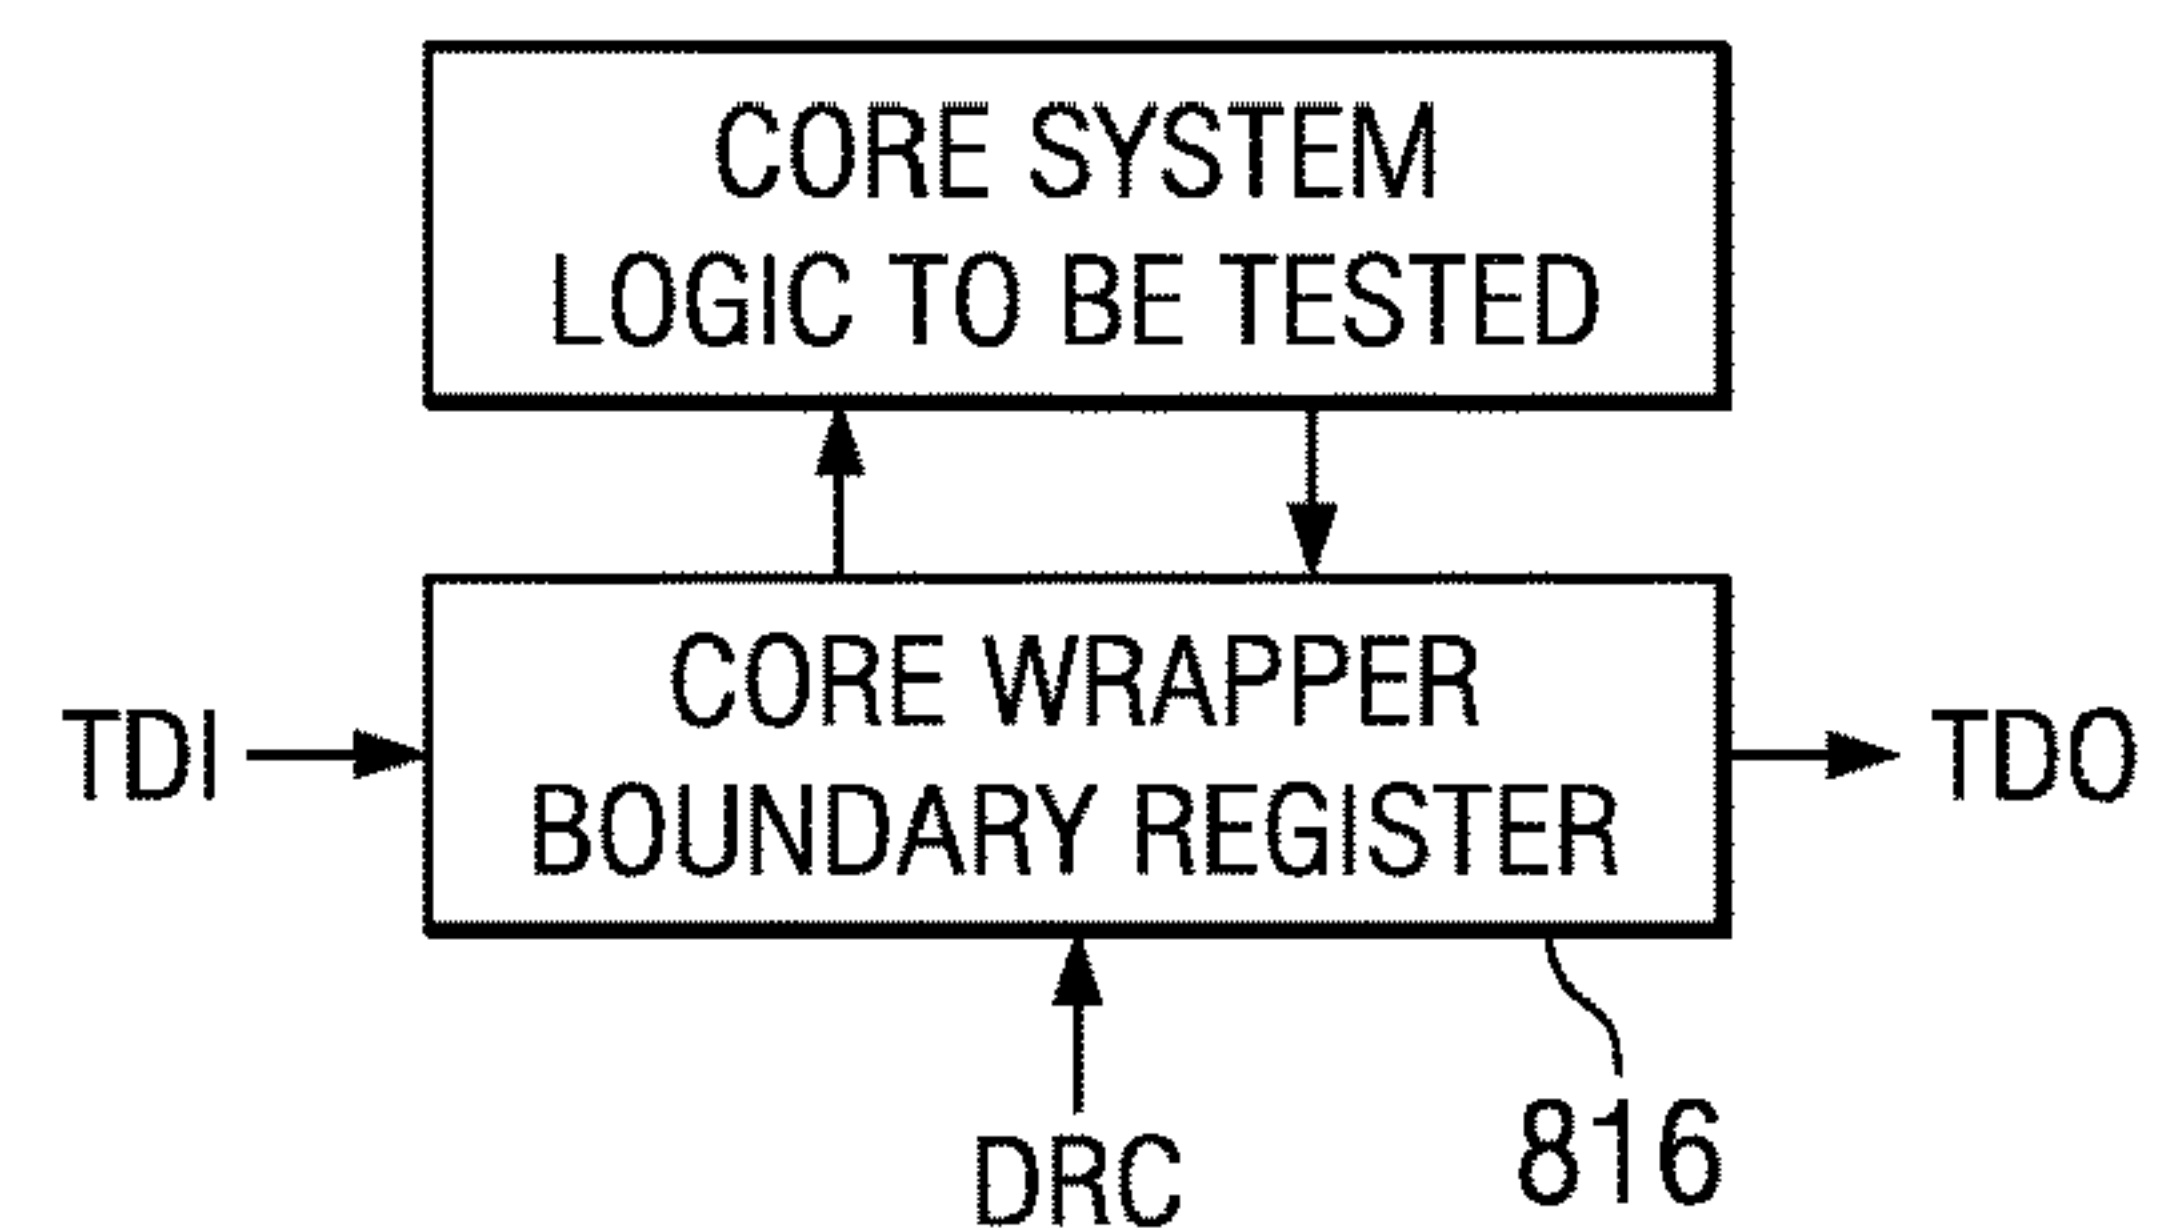 CORE SYSTEM
LOGIC TO BE TESTED
CORE WRAPPER
BOUNDARY REGISTER
TDI
TDO
DRC
816